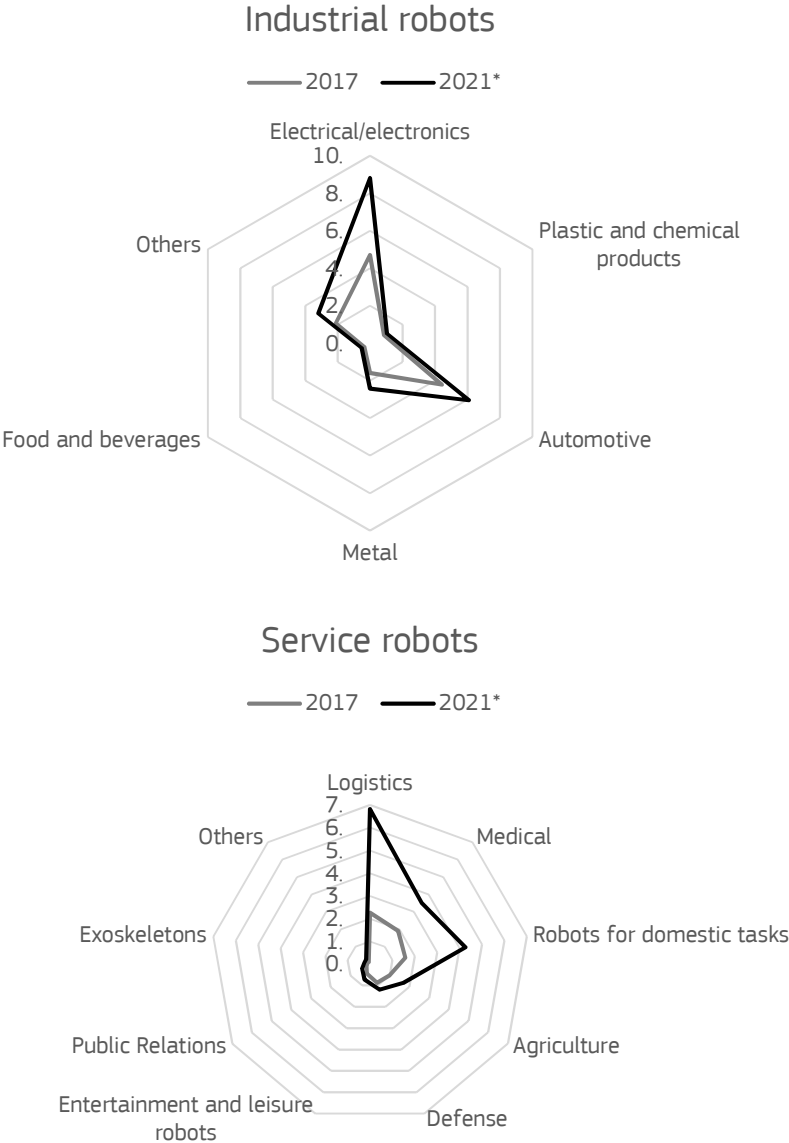 Industrial robots
2017 2021*
Electrical/electronics
10.
8.
6.
4.
2.
0.
Plastic and chemical
products
Others
Food and beverages
Automotive
Metal
Service robots
2017 2021*
Logistics
7.
6.
5.
4.
3.
2.
1.
0.
Others
Medical
Exoskeletons
Robots for domestic tasks
Public Relations
Agriculture
Entertainment and leisure
robots
Defense